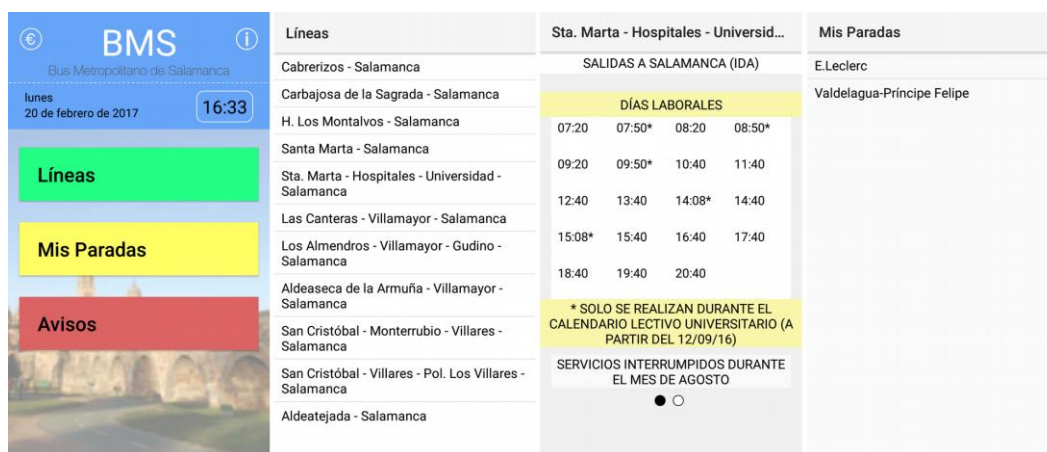 €
BMS
i
Bus Metropolitano de Salamanca
lunes
20 de febrero de 2017
16:33
Líneas
Mis Paradas
Avisos
Líneas
Cabrerizos - Salamanca
Carbajosa de la Sagrada - Salamanca
H. Los Montalvos - Salamanca
Santa Marta - Salamanca
Sta. Marta - Hospitales - Universidad -
Salamanca
Las Canteras - Villamayor - Salamanca
Los Almendros - Villamayor - Gudino -
Salamanca
Aldeaseca de la Armuña - Villamayor -
Salamanca
San Cristóbal - Monterrubio - Villares -
Salamanca
San Cristóbal - Villares - Pol. Los Villares -
Salamanca
Aldeatejada - Salamanca
Sta. Marta - Hospitales - Universid...
SALIDAS A SALAMANCA (IDA)
DÍAS LABORALES
07:20 07:50* 08:20 08:50*
09:20 09:50* 10:40 11:40
12:40 13:40 14:08* 14:40
15:08* 15:40 16:40 17:40
18:40 19:40 20:40
* SOLO SE REALIZAN DURANTE EL
CALENDARIO LECTIVO UNIVERSITARIO (A
PARTIR DEL 12/09/16)
SERVICIOS INTERRUMPIDOS DURANTE
EL MES DE AGOSTO
Mis Paradas
E.Leclerc
Valdelagua-Príncipe Felipe